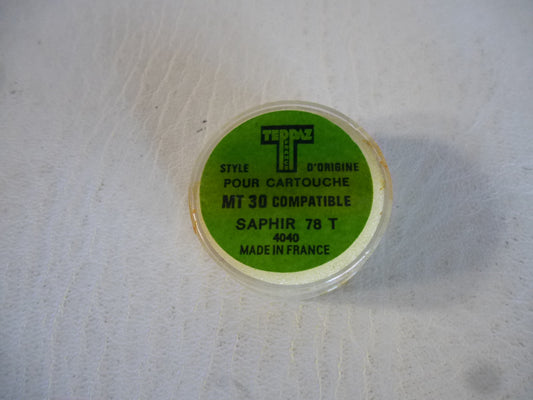 TEPPAZ
STYLE D'ORIGINE
POUR CARTOUCHE
MT 30 COMPATIBLE
SAPHIR 78 T
4040
MADE IN FRANCE